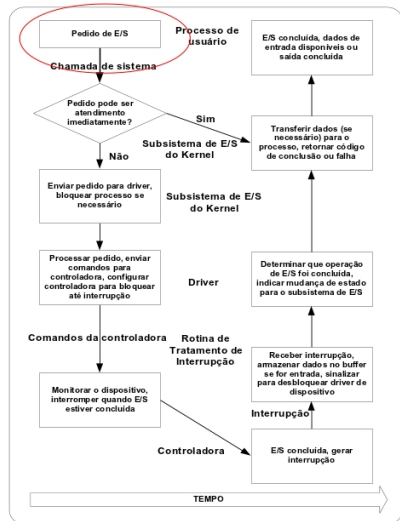 Pedido de E/S
Processo de
usuário
E/S concluída, dados de
entrada disponíveis ou
saída concluída
Chamada de sistema
Pedido pode ser
atendimento
imediatamente?
Sim
Transferir dados (se
necessário) para o
processo, retornar código
de conclusão ou falha
Subsistema de E/S
do Kernel
Não
Enviar pedido para driver,
bloquear processo se
necessário
Subsistema de E/S
do Kernel
Processar pedido, enviar
comandos para
controladora, configurar
controladora para bloquear
até interrupção
Driver
Determinar que operação
de E/S foi concluída,
indicar mudança de estado
para o subsistema de E/S
Comandos da controladora
Rotina de
Tratamento de
Interrupção
Receber interrupção,
armazenar dados no buffer
se for entrada, sinalizar
para desbloquear driver de
dispositivo
Monitorar o dispositivo,
interromper quando E/S
estiver concluída
Interrupção
Controladora
E/S concluída, gerar
interrupção
TEMPO